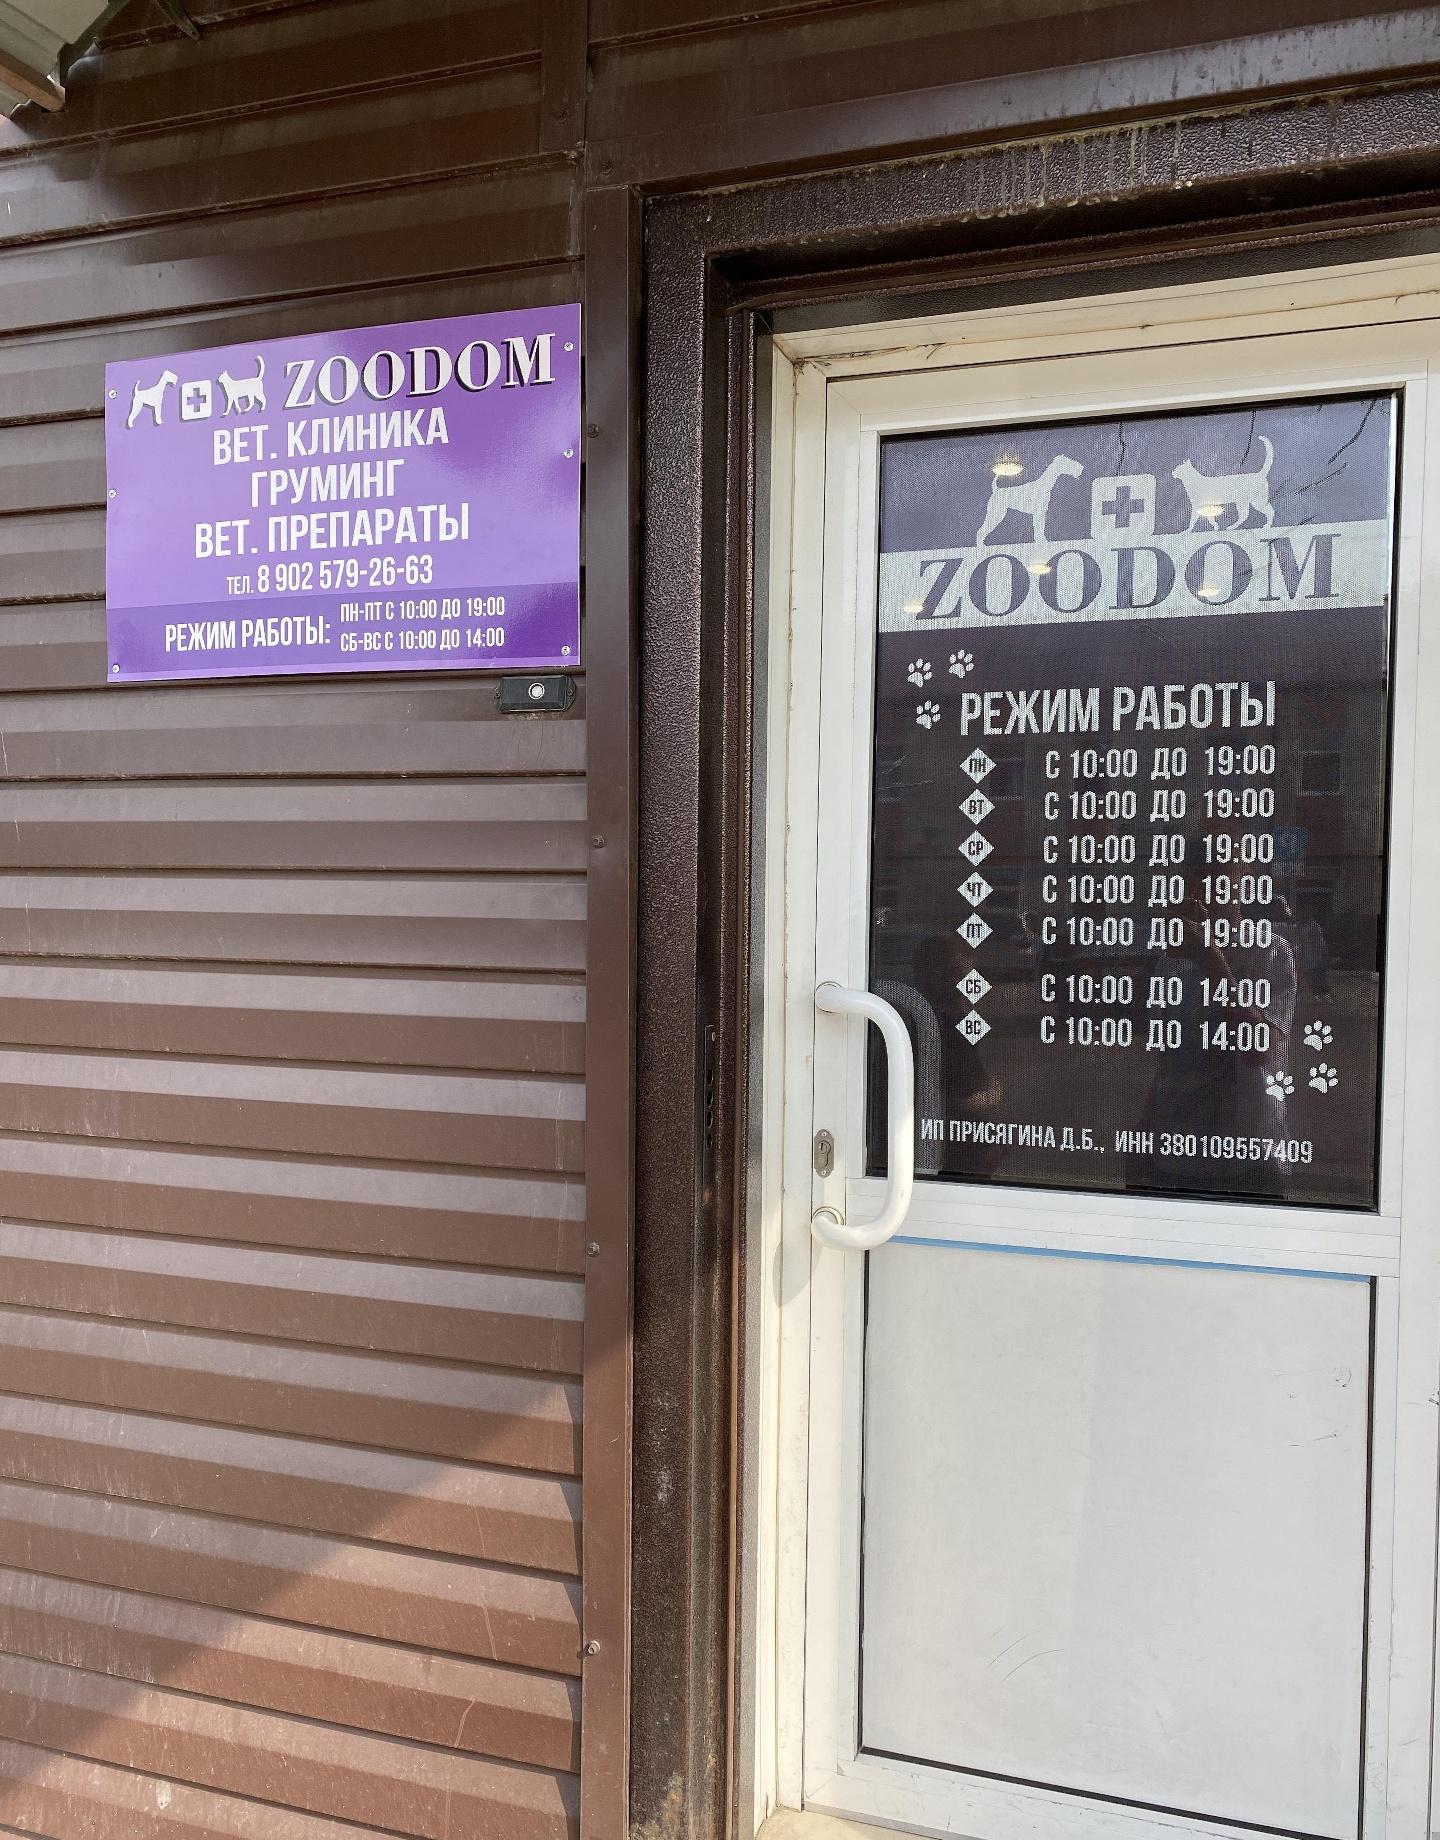 ZOODOM
ВЕТ. КЛИНИКА
ГРУМИНГ
ВЕТ. ПРЕПАРАТЫ
ТЕЛ. 8 902 579-26-63
РЕЖИМ РАБОТЫ:
ПН-ПТ С 10:00 ДО 19:00
СБ-ВС С 10:00 ДО 14:00
ZOODOM
РЕЖИМ РАБОТЫ
ПН С 10:00 ДО 19:00
ВТ С 10:00 ДО 19:00
СР С 10:00 ДО 19:00
ЧТ С 10:00 ДО 19:00
ПТ С 10:00 ДО 19:00
СБ С 10:00 ДО 14:00
ВС С 10:00 ДО 14:00
ИП ПРИСЯГИНА Д.Б., ИНН 380109557409